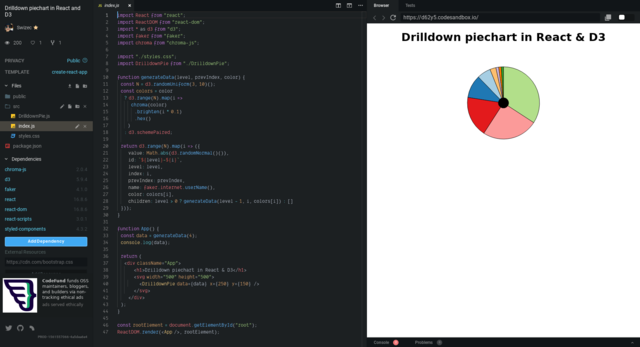 Drilldown piechart in React and
D3
Swizec
200
1
1
PRIVACY
Public
TEMPLATE
create-react-app
Files
public
src
DrilldownPie.js
index.js
styles.css
package.json
Dependencies
chroma-js
d3
faker
react
react-dom
react-scripts
styled-components
Add Dependency
External Resources
CodeFund funds OSS
maintainers, bloggers,
and builders via non-
tracking ethical ads
ads served ethically
index.js
import React from "react";
import ReactDOM from "react-dom";
import * as d3 from "d3";
import faker from "faker";
import chroma from "chroma-js";
import "./styles.css";
import DrilldownPie from "./DrilldownPie";
function generateData(level, prevIndex, color) {
const N = d3.randomUniform(3, 10)();
const colors = color
? d3.range(N).map(i =>
chroma(color)
.brighten(i * 0.1)
.hex()
)
: d3.schemePaired;
return d3.range(N).map(i => ({
value: Math.abs(d3.randomNormal()()),
level: level,
index: i,
prevIndex: prevIndex,
name: faker.internet.userName(),
color: colors[i],
children: level > 0 ? generateData(level - 1, i, colors[i]) : []
}));
}
function App() {
const data = generateData(4);
console.log(data);
return (
<div className="App">
<h1>Drilldown piechart in React & D3</h1>
<svg width="500" height="500">
<DrilldownPie data={data} x={250} y={150} />
</svg>
</div>
);
}
const rootElement = document.getElementById("root");
ReactDOM.render(<App />, rootElement);
Browser
Tests
https://d62y5.codesandbox.io/
Drilldown piechart in React & D3
Console
Problems